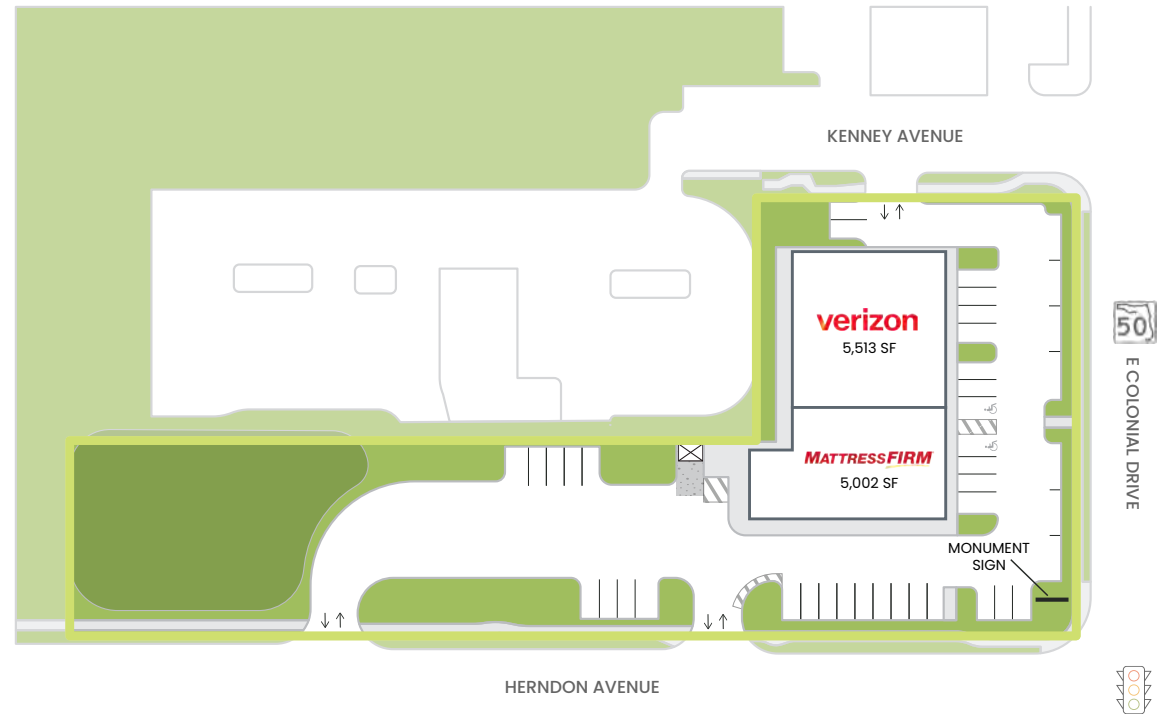 KENNEY AVENUE
verizon
5,513 SF
50
E COLONIAL DRIVE
MATTRESSFIRM
5,002 SF
MONUMENT
SIGN
HERNDON AVENUE